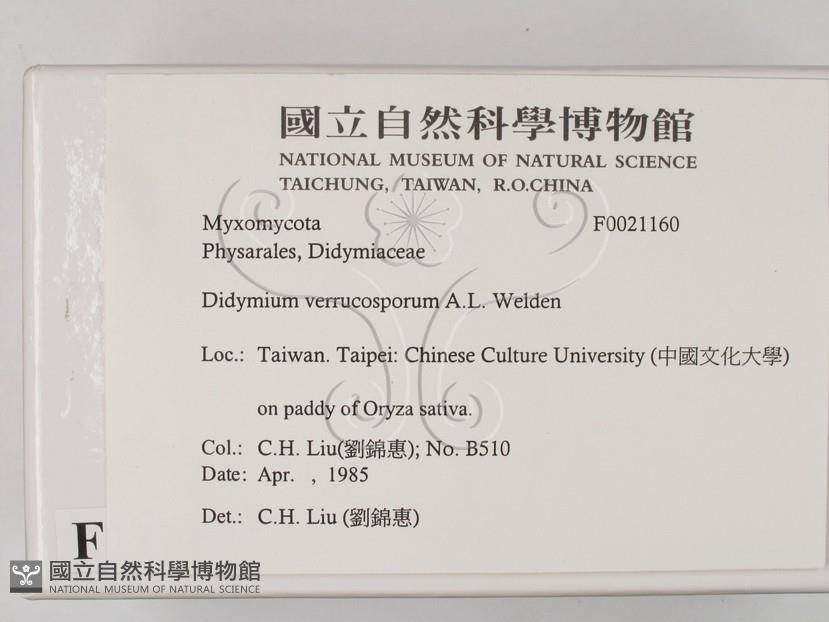 國立自然科學博物館
NATIONAL MUSEUM OF NATURAL SCIENCE
TAICHUNG, TAIWAN, R.O.CHINA
Myxomycota F0021160
Physarales, Didymiaceae
Didymium verrucosporum A.L. Welden
Loc.: Taiwan. Taipei: Chinese Culture University (中國文化大學)
on paddy of Oryza sativa.
Col.: C.H. Liu(劉錦惠); No. B510
Date: Apr. , 1985
Det.: C.H. Liu (劉錦惠)
F
國立自然科學博物館
NATIONAL MUSEUM OF NATURAL SCIENCE